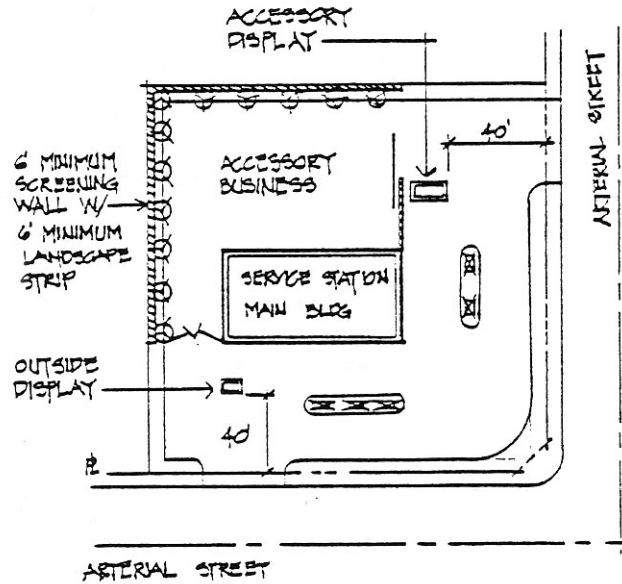 ACCESSORY
DISPLAY
ARTERIAL STREET
40'
6' MINIMUM
SCREENING
WALL W/
6' MINIMUM
LANDSCAPE
STRIP
ACCESSORY
BUSINESS
SERVICE STATION
MAIN BLDG
OUTSIDE
DISPLAY
40'
PL
ARTERIAL STREET